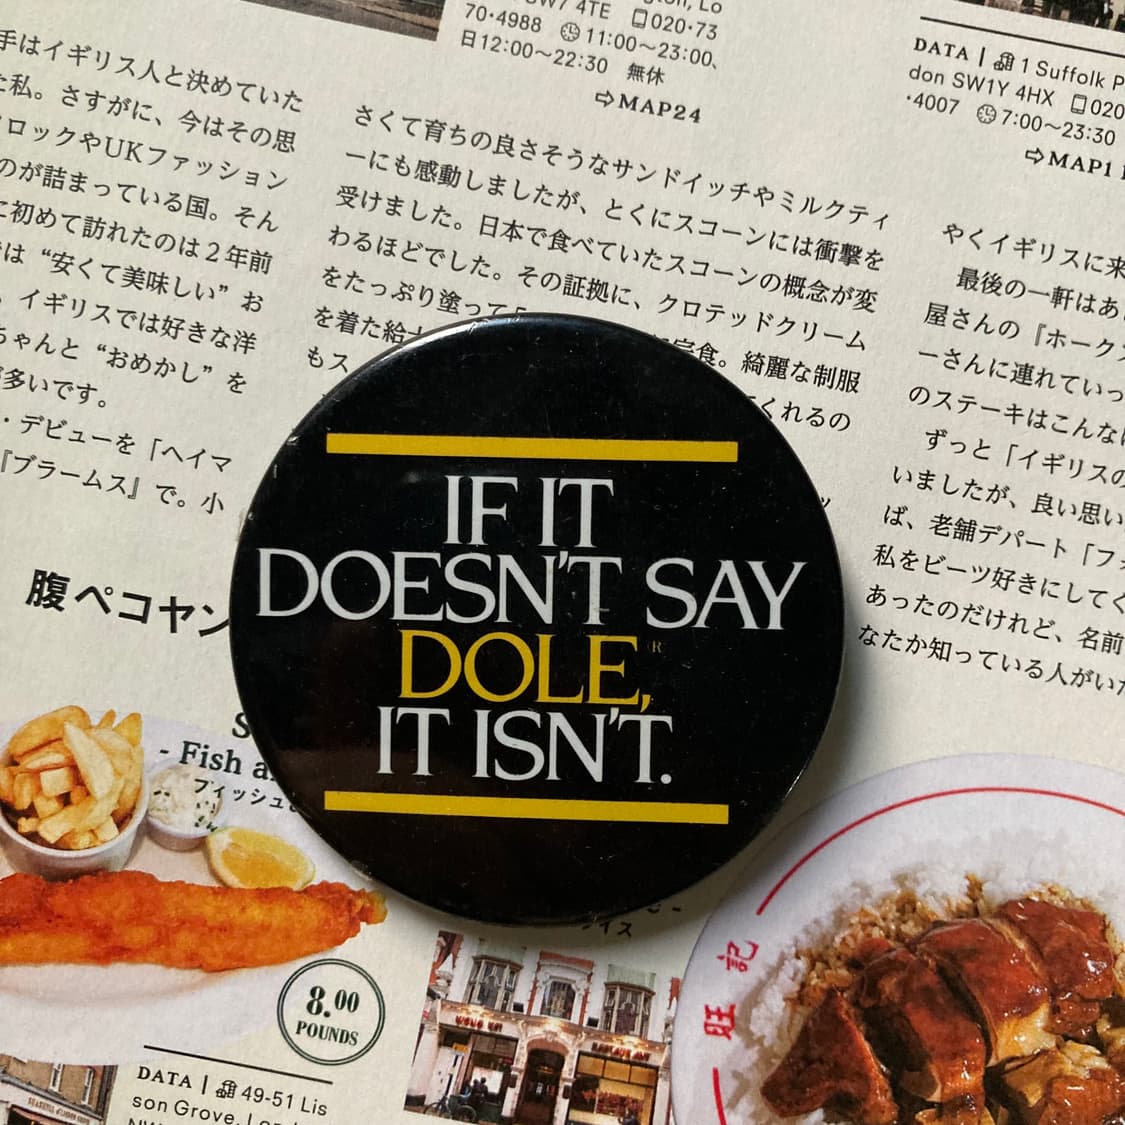 SW7 4TE 020·73
70·4988 11:00〜23:00、
日12:00〜22:30 無休
⇨MAP24
DATA | 1 Suffolk P
don SW1Y 4HX 020
·4007 7:00〜23:30
⇨MAP1
手はイギリス人と決めていた
た私。さすがに、今はその思
ロックやUKファッション
のが詰まっている国。そん
に初めて訪れたのは2年前
は“安くて美味しい”お
イギリスでは好きな洋
ちゃんと“おめかし”を
多いです。
・デビューを「ヘイマ
『ブラームス』で。小
さくて育ちの良さそうなサンドイッチやミルクティ
ーにも感動しましたが、とくにスコーンには衝撃を
受けました。日本で食べていたスコーンの概念が変
わるほどでした。その証拠に、クロテッドクリーム
をたっぷり塗って
定食。綺麗な制服
を着た給
くれるの
もス
やくイギリスに来
最後の一軒はあ
屋さんの『ホーク
ーさんに連れていっ
のステーキはこんな
ずっと「イギリスの
いましたが、良い思い
ば、老舗デパート「フ
私をビーツ好きにしてく
あったのだけれど、名前
なたか知っている人がいた
腹ペコヤン
IF IT
DOESN'T SAY
DOLE,®
IT ISN'T.
- Fish a
フィッシュ
8.00
POUNDS
イス
旺記
DATA | 49-51 Lis
son Grove, Lon